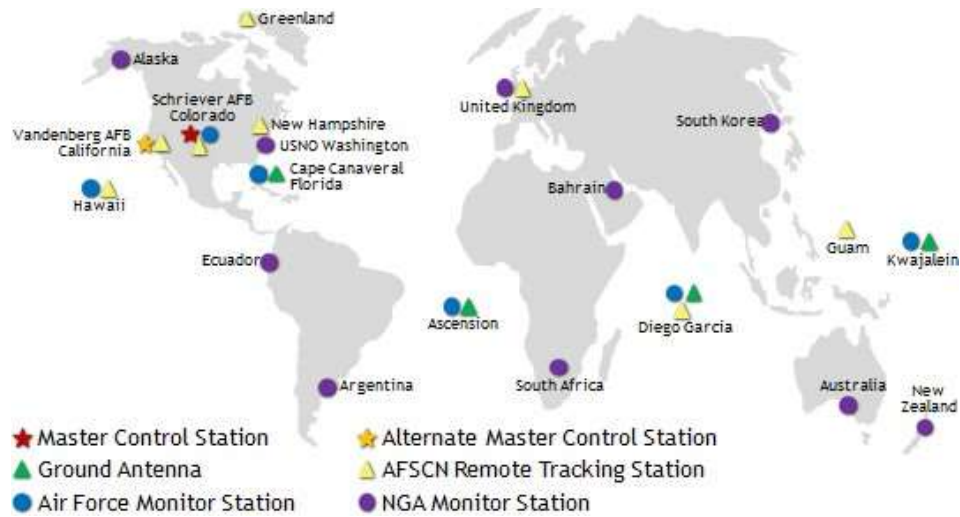 Greenland
Alaska
Schriever AFB
Colorado
Vandenberg AFB
California
New Hampshire
USNO Washington
Cape Canaveral
Florida
Hawaii
United Kingdom
South Korea
Bahrain
Guam
Kwajalein
Ecuador
Ascension
Diego Garcia
Argentina
South Africa
Australia
New
Zealand
Master Control Station
Alternate Master Control Station
Ground Antenna
AFSCN Remote Tracking Station
Air Force Monitor Station
NGA Monitor Station